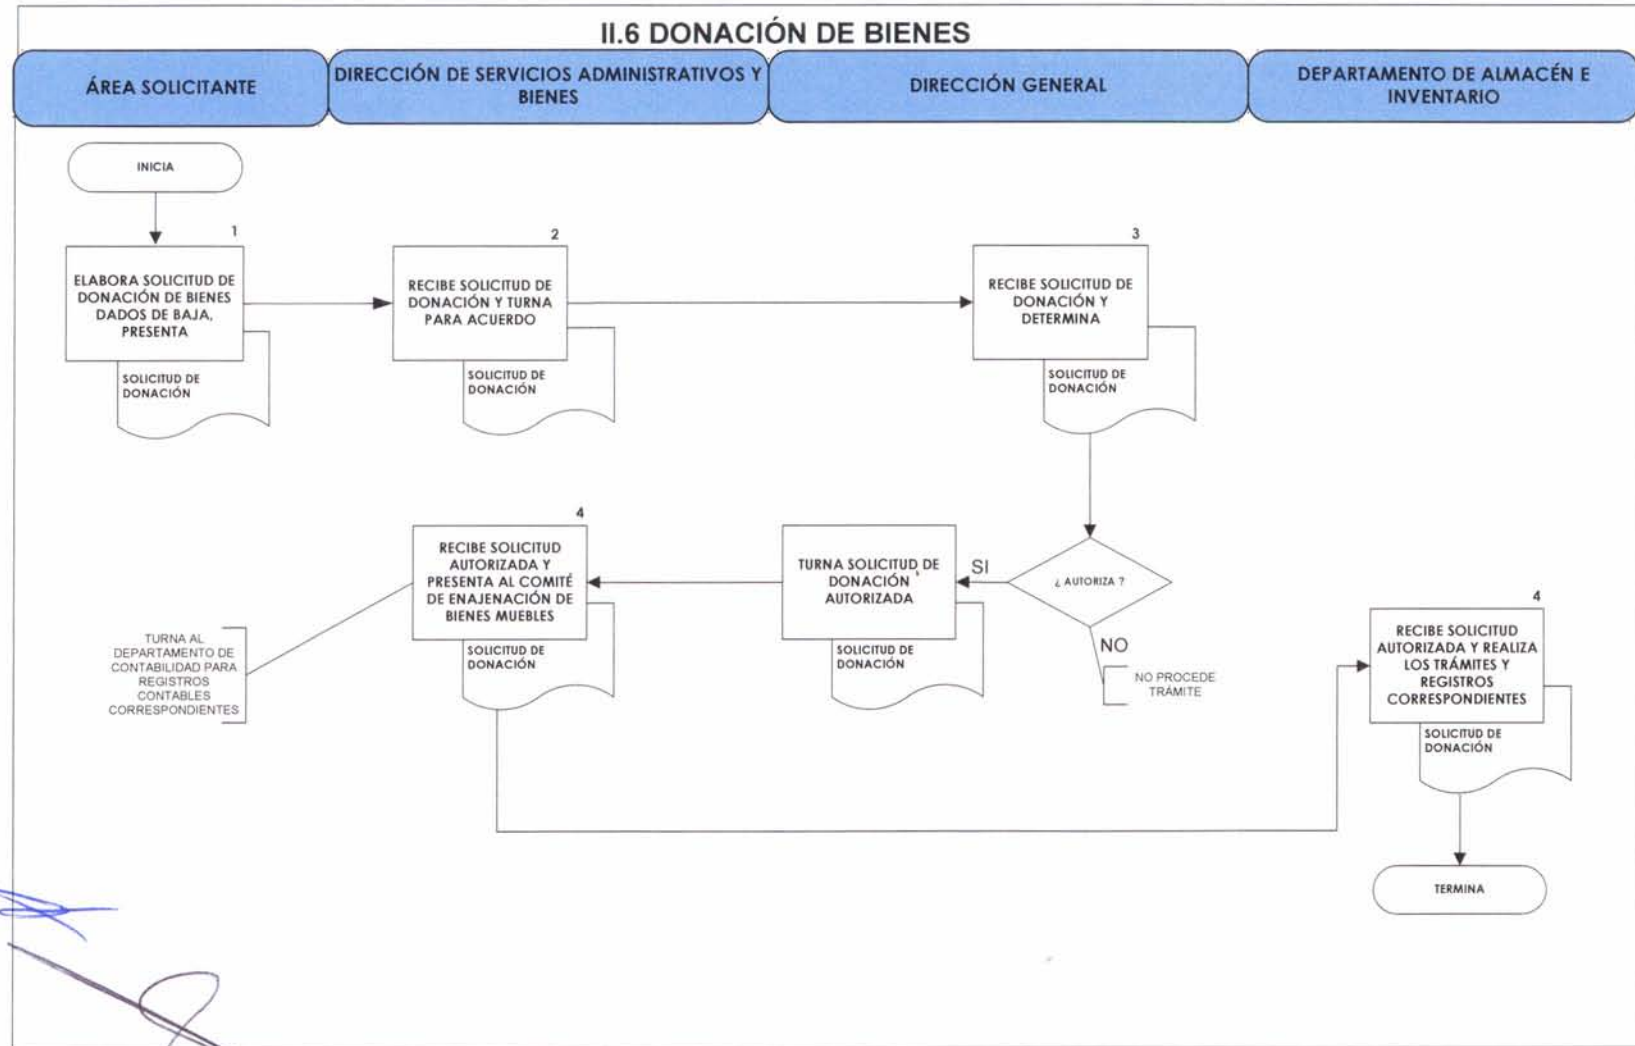 II.6 DONACIÓN DE BIENES
ÁREA SOLICITANTE
DIRECCIÓN DE SERVICIOS ADMINISTRATIVOS Y
BIENES
DIRECCIÓN GENERAL
DEPARTAMENTO DE ALMACÉN E
INVENTARIO
INICIA
1
ELABORA SOLICITUD DE
DONACIÓN DE BIENES
DADOS DE BAJA,
PRESENTA
SOLICITUD DE
DONACIÓN
2
RECIBE SOLICITUD DE
DONACIÓN Y TURNA
PARA ACUERDO
SOLICITUD DE
DONACIÓN
3
RECIBE SOLICITUD DE
DONACIÓN Y
DETERMINA
SOLICITUD DE
DONACIÓN
¿ AUTORIZA ?
SI
NO
NO PROCEDE
TRÁMITE
TURNA SOLICITUD DE
DONACIÓN
AUTORIZADA
SOLICITUD DE
DONACIÓN
4
RECIBE SOLICITUD
AUTORIZADA Y
PRESENTA AL COMITÉ
DE ENAJENACIÓN DE
BIENES MUEBLES
SOLICITUD DE
DONACIÓN
TURNA AL
DEPARTAMENTO DE
CONTABILIDAD PARA
REGISTROS
CONTABLES
CORRESPONDIENTES
4
RECIBE SOLICITUD
AUTORIZADA Y REALIZA
LOS TRÁMITES Y
REGISTROS
CORRESPONDIENTES
SOLICITUD DE
DONACIÓN
TERMINA